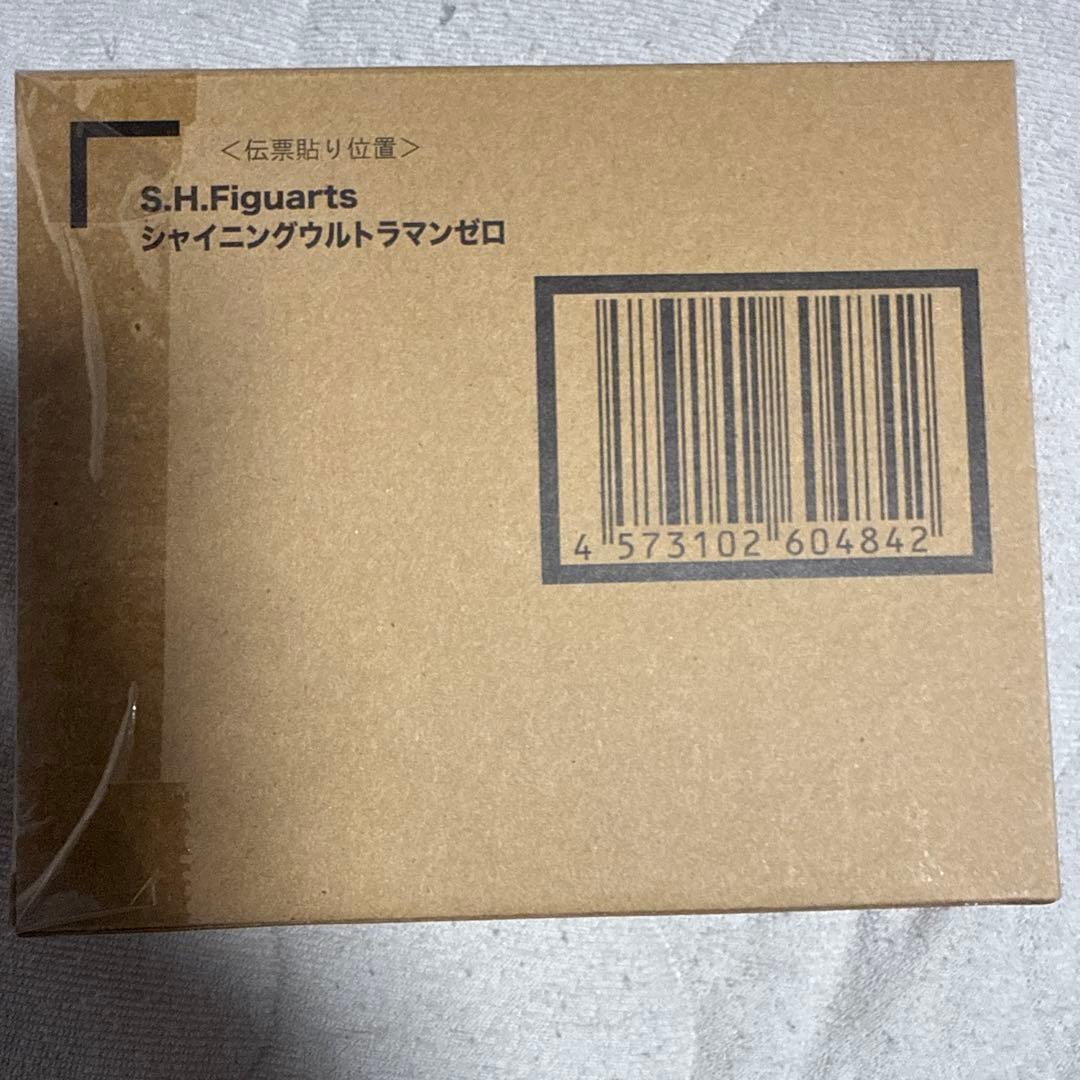 ＜伝票貼り位置＞
S.H.Figuarts
シャイニングウルトラマンゼロ
4 573102 604842